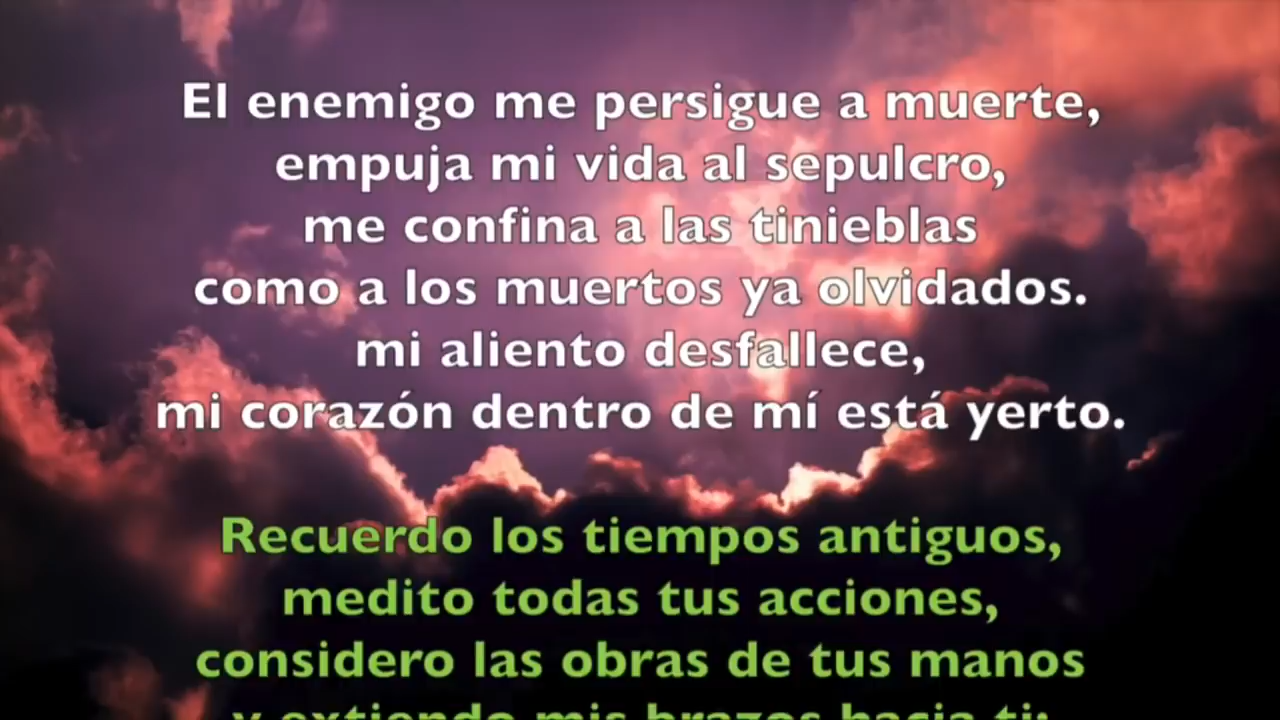 El enemigo me persigue a muerte,
empuja mi vida al sepulcro,
me confina a las tinieblas
como a los muertos ya olvidados.
mi aliento desfallece,
mi corazón dentro de mí está yerto.
Recuerdo los tiempos antiguos,
medito todas tus acciones,
considero las obras de tus manos
y extiendo mis brazos hacia ti: